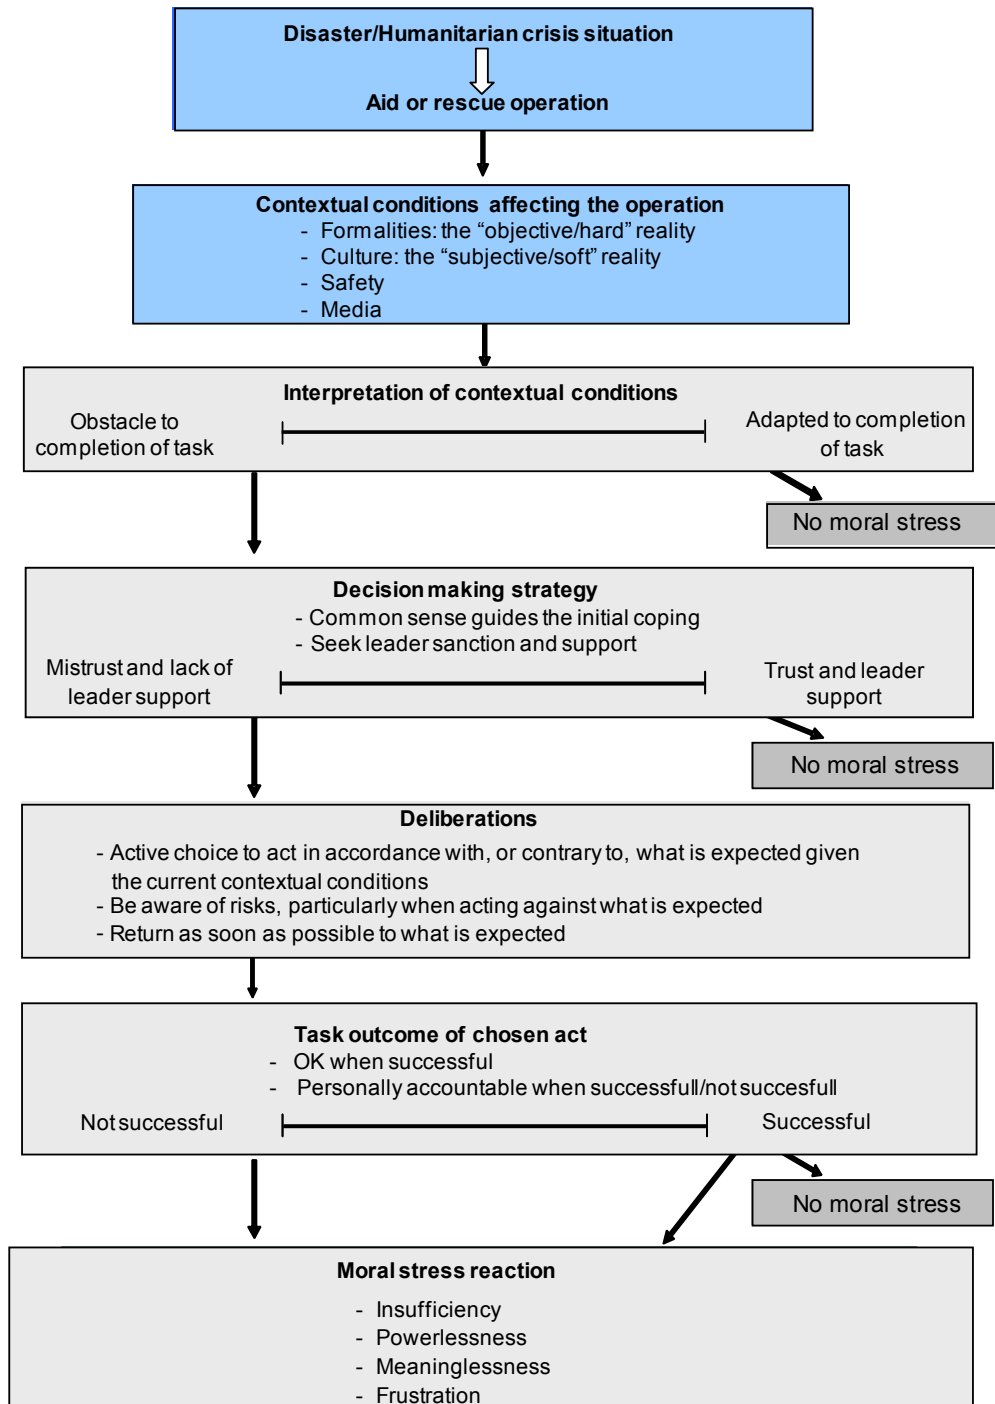 Disaster/Humanitarian crisis situation
Aid or rescue operation
Contextual conditions affecting the operation
- Formalities: the “objective/hard” reality
- Culture: the “subjective/soft” reality
- Safety
- Media
Interpretation of contextual conditions
Obstacle to
completion of task
Adapted to completion
of task
No moral stress
Decision making strategy
- Common sense guides the initial coping
- Seek leader sanction and support
Mistrust and lack of
leader support
Trust and leader
support
No moral stress
Deliberations
- Active choice to act in accordance with, or contrary to, what is expected given
the current contextual conditions
- Be aware of risks, particularly when acting against what is expected
- Return as soon as possible to what is expected
Task outcome of chosen act
- OK when successful
- Personally accountable when successfull/not succesfull
Not successful
Successful
No moral stress
Moral stress reaction
- Insufficiency
- Powerlessness
- Meaninglessness
- Frustration